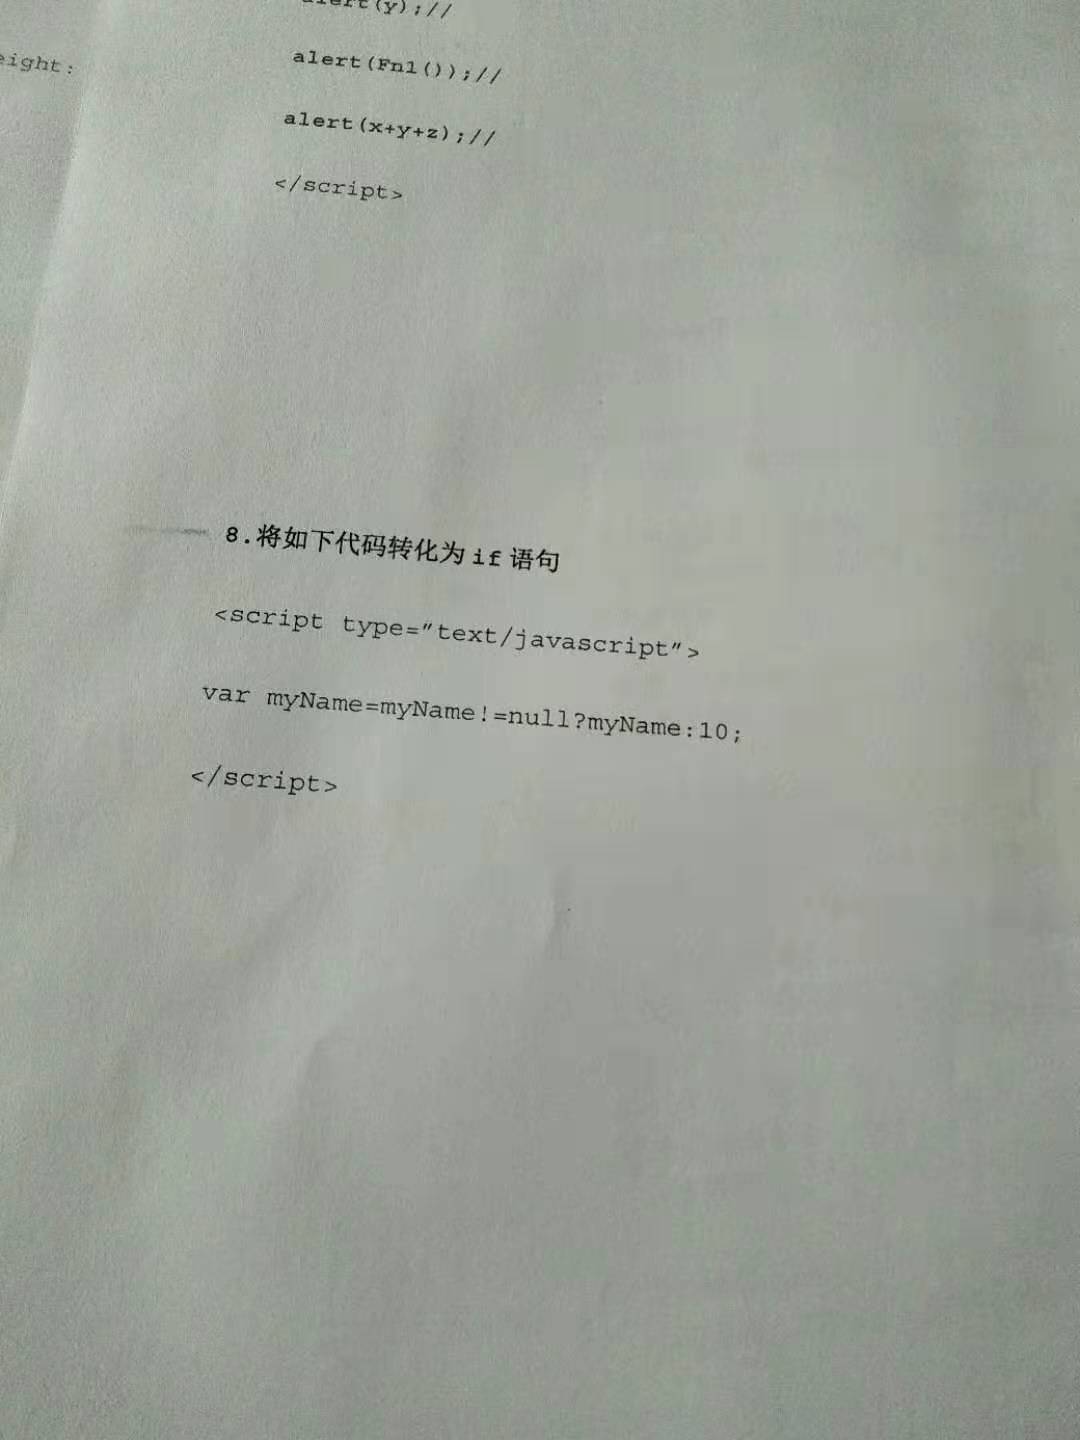 alert(y);//
eight:
alert(Fn1());//
alert(x+y+z);//
</script>
8.将如下代码转化为 if 语句
<script type=″text/javascript″>
var myName=myName!=null?myName:10;
</script>